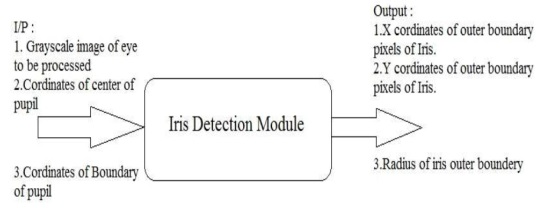 I/P :
1. Grayscale image of eye
to be processed
2.Cordinates of center of
pupil
3.Cordinates of Boundary
of pupil
Iris Detection Module
Output :
1.X cordinates of outer boundary
pixels of Iris.
2.Y cordinates of outer boundary
pixels of Iris.
3.Radius of iris outer boundery